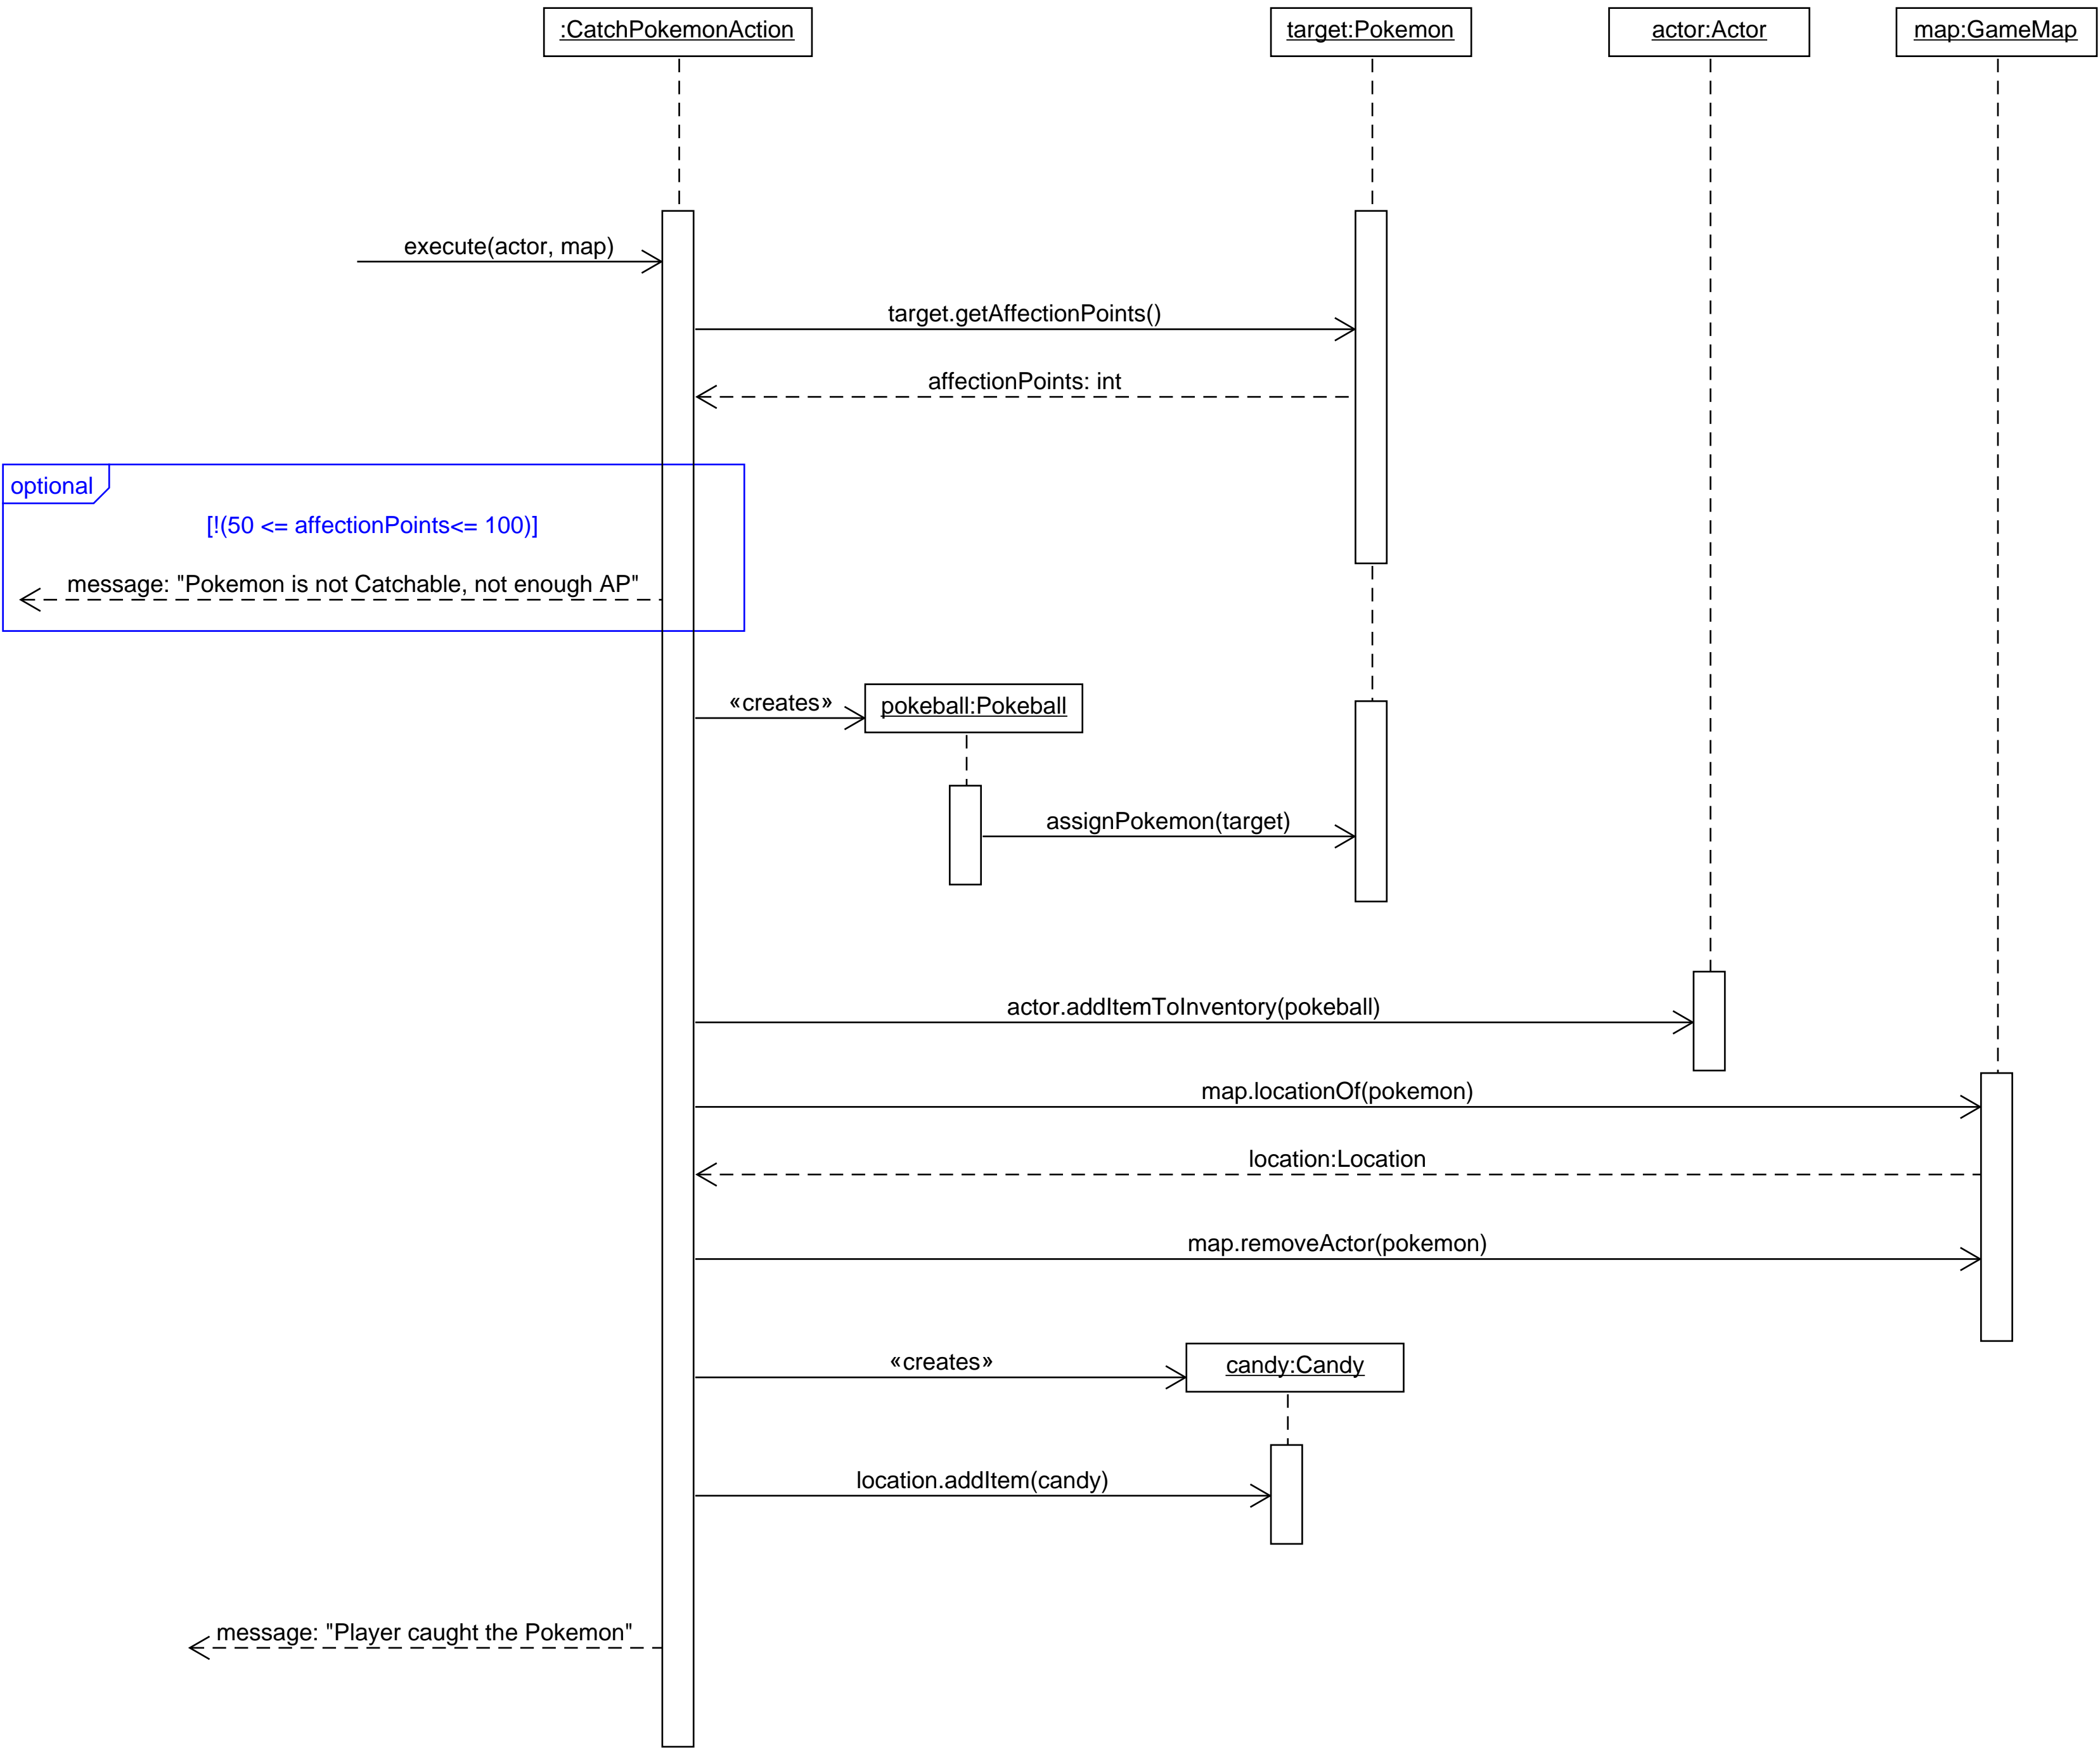 :CatchPokemonAction
target:Pokemon
actor:Actor
map:GameMap
execute(actor, map)
target.getAffectionPoints()
affectionPoints: int
optional
[!(50 <= affectionPoints<= 100)]
message: "Pokemon is not Catchable, not enough AP"
«creates»
pokeball:Pokeball
assignPokemon(target)
actor.addItemToInventory(pokeball)
map.locationOf(pokemon)
location:Location
map.removeActor(pokemon)
«creates»
candy:Candy
location.addItem(candy)
message: "Player caught the Pokemon"